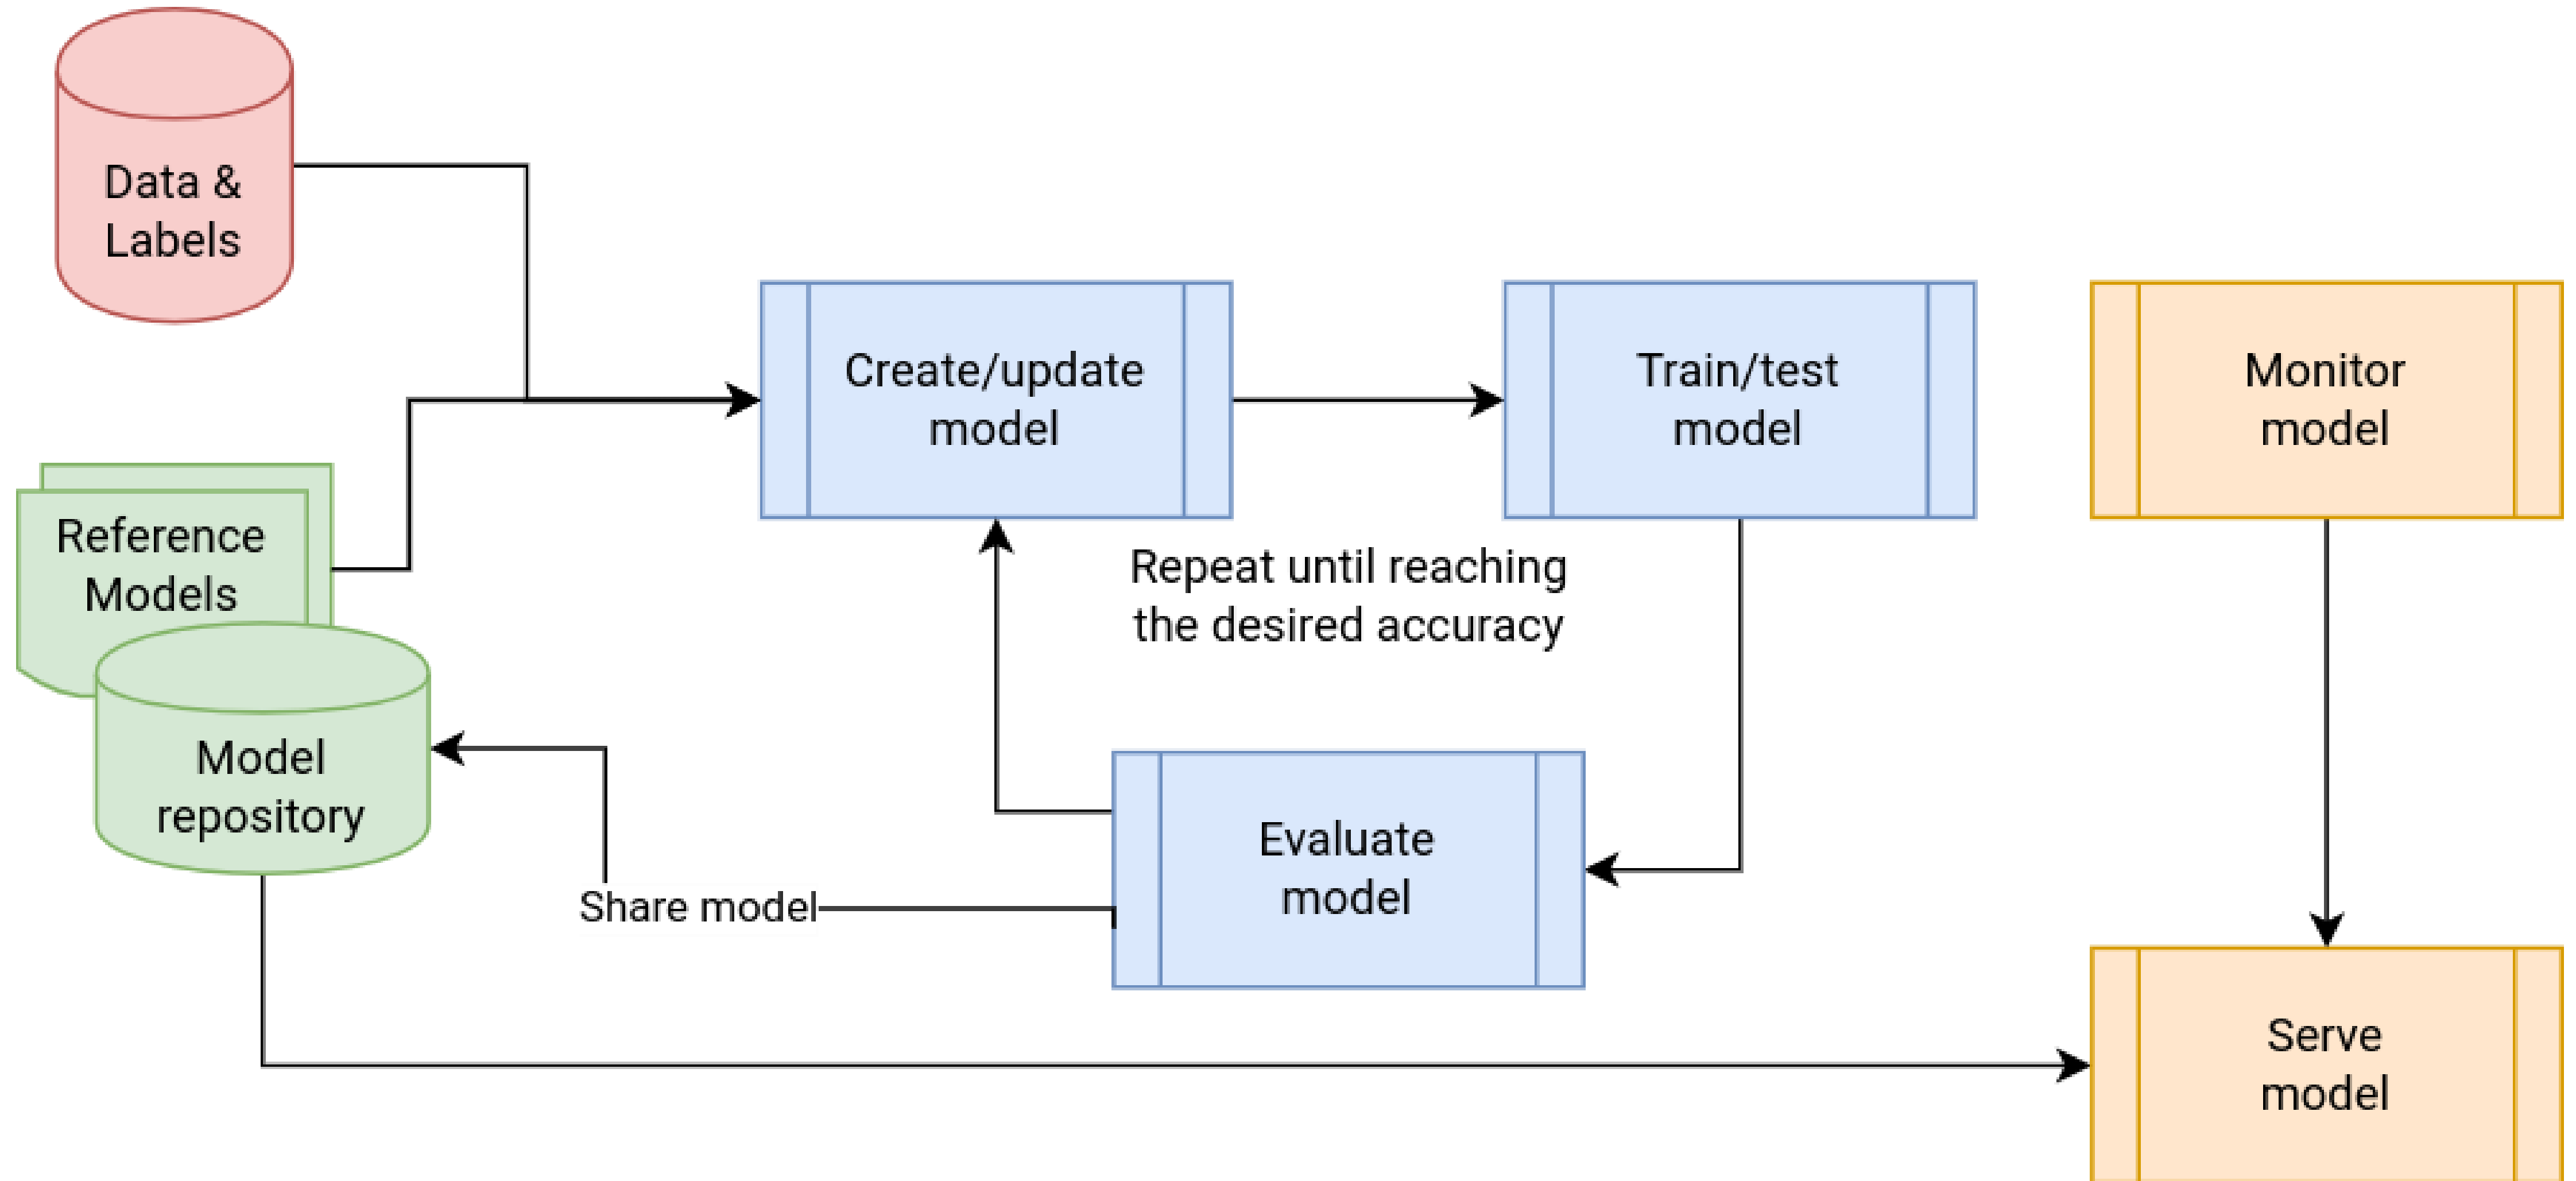 Data &
Labels
Create/update
model
Train/test
model
Monitor
model
Reference
Models
Repeat until reaching
the desired accuracy
Model
repository
Evaluate
model
Share model
Serve
model